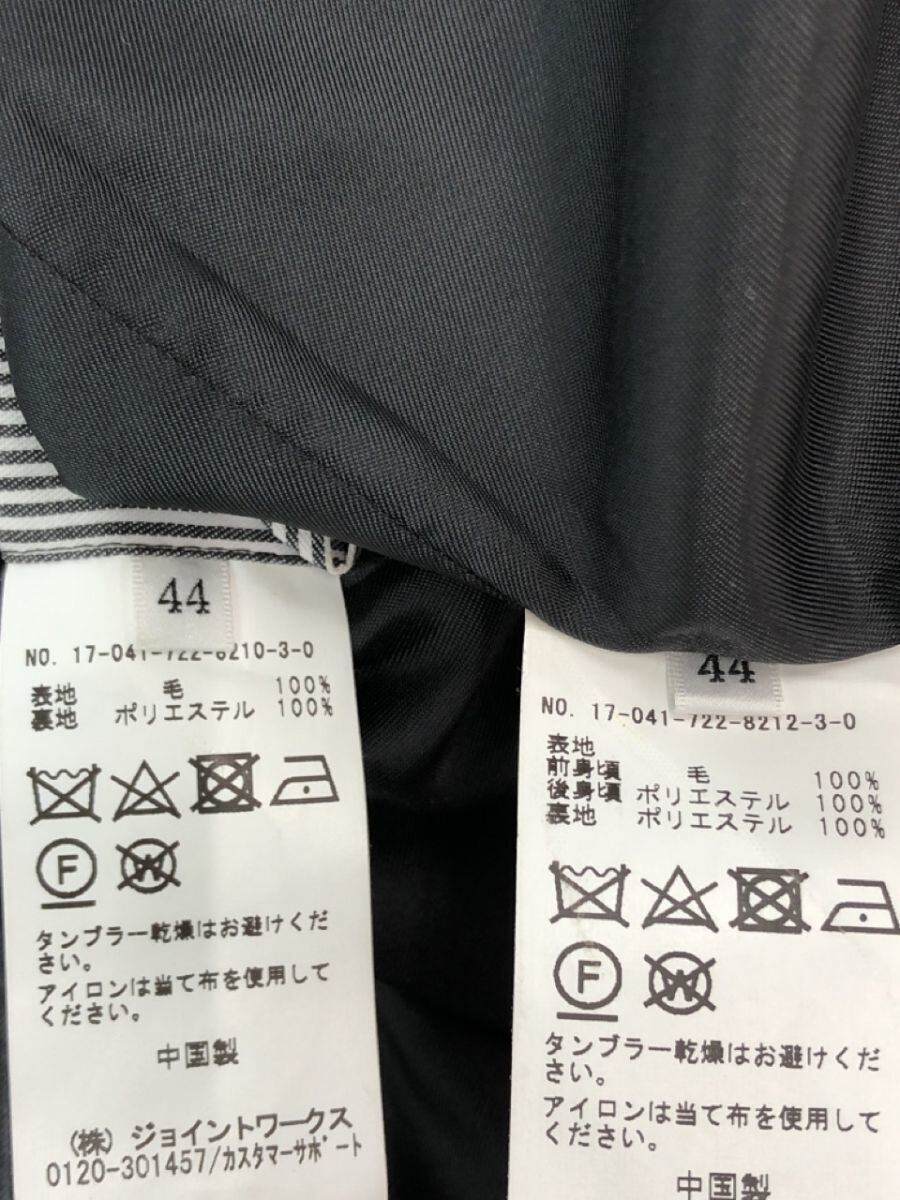 44
NO. 17-041-722-8210-3-0
表地 毛 100%
裏地 ポリエステル 100%
F
W
タンブラー乾燥はお避けくだ
さい。
アイロンは当て布を使用して
ください。
中国製
(株) ジョイントワークス
0120-301457/カスタマーサポート
44
NO. 17-041-722-8212-3-0
表地
前身頃 毛 100%
後身頃 ポリエステル 100%
裏地 ポリエステル 100%
F
W
タンブラー乾燥はお避けくだ
さい。
アイロンは当て布を使用して
ください。
中国製